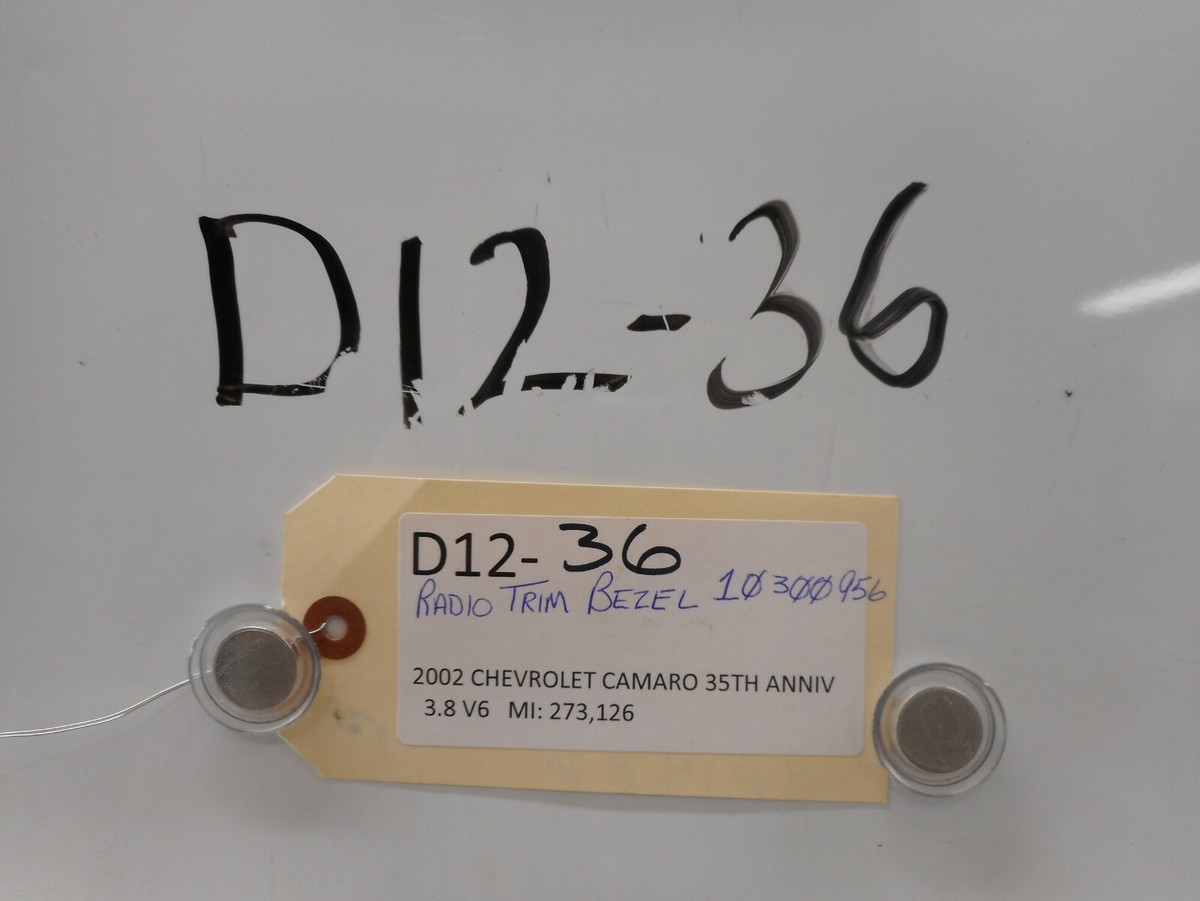 D12-36
D12-36
RADIO TRIM BEZEL 10300956
2002 CHEVROLET CAMARO 35TH ANNIV
3.8 V6 MI: 273,126